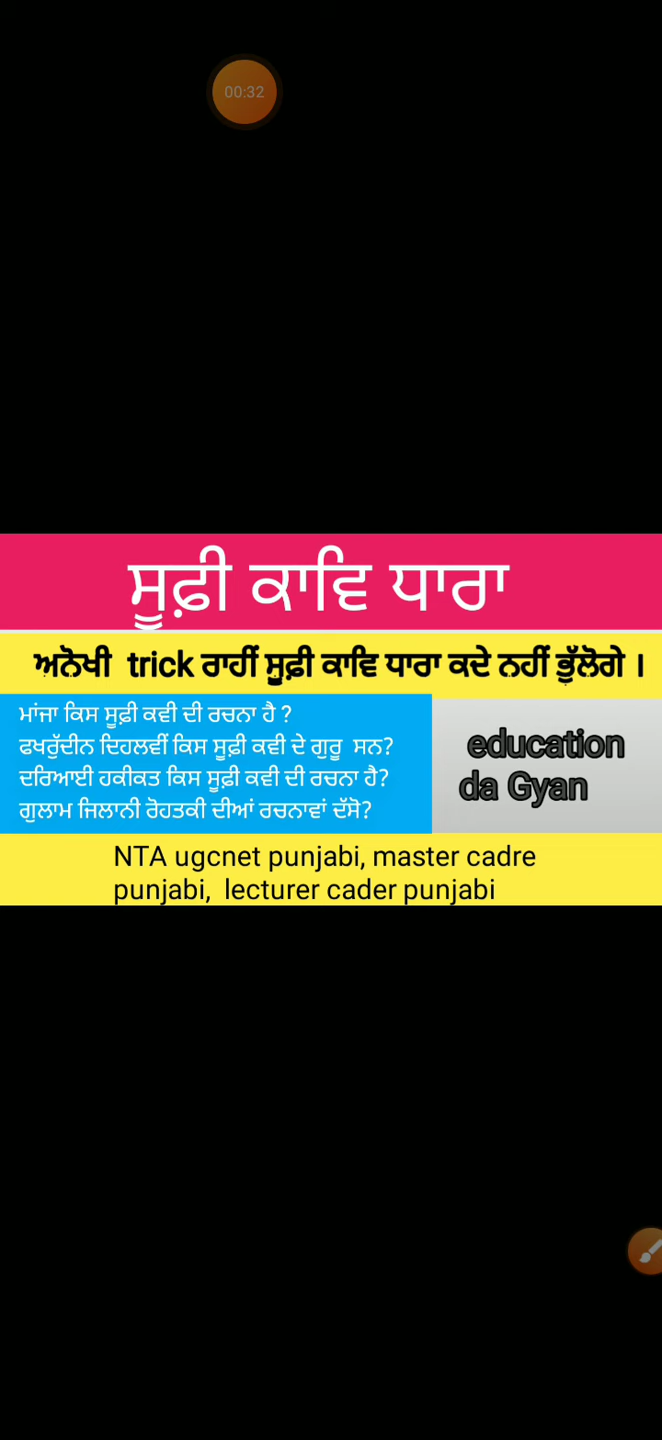 00:32
ਸੂਫ਼ੀ ਕਾਵਿ ਧਾਰਾ
ਅਨੋਖੀ trick ਰਾਹੀਂ ਸੂਫ਼ੀ ਕਾਵਿ ਧਾਰਾ ਕਦੇ ਨਹੀਂ ਭੁੱਲੋਗੇ ।
ਮਾਂਜਾ ਕਿਸ ਸੂਫ਼ੀ ਕਵੀ ਦੀ ਰਚਨਾ ਹੈ ?
ਫਖਰੁੱਦੀਨ ਦਿਹਲਵੀਂ ਕਿਸ ਸੂਫ਼ੀ ਕਵੀ ਦੇ ਗੁਰੂ ਸਨ?
ਦਰਿਆਈ ਹਕੀਕਤ ਕਿਸ ਸੂਫ਼ੀ ਕਵੀ ਦੀ ਰਚਨਾ ਹੈ?
ਗੁਲਾਮ ਜਿਲਾਨੀ ਰੋਹਤਕੀ ਦੀਆਂ ਰਚਨਾਵਾਂ ਦੱਸੋ?
education
da Gyan
NTA ugcnet punjabi, master cadre
punjabi, lecturer cader punjabi